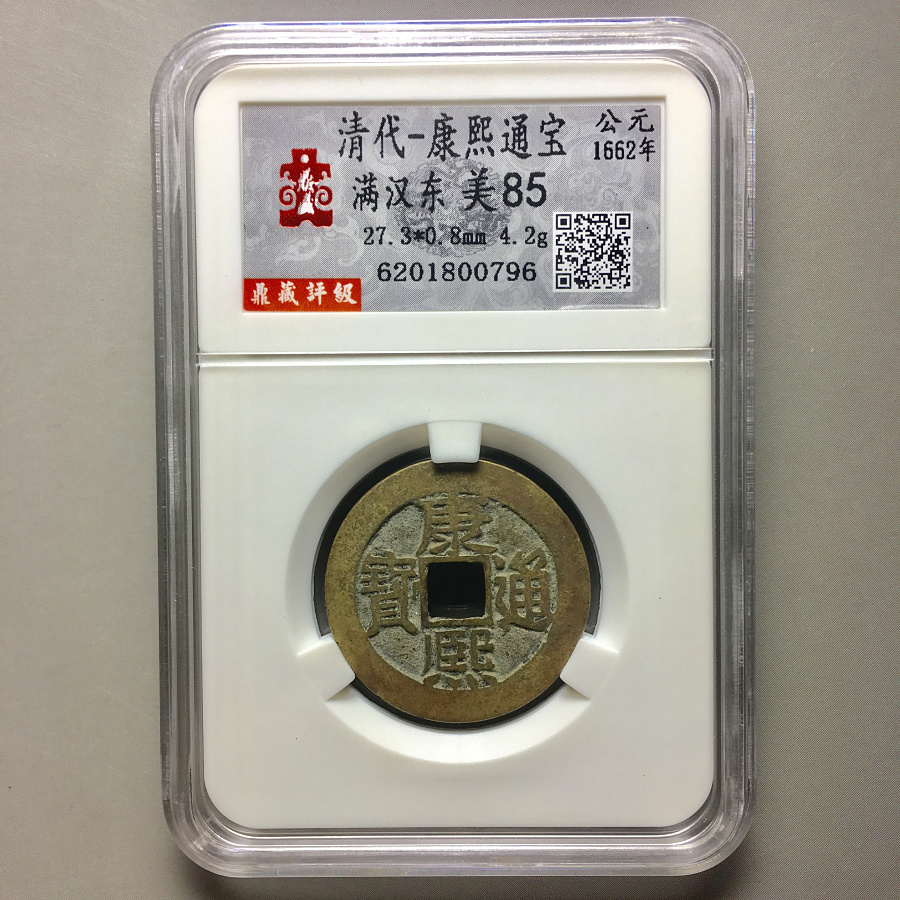 清代-康熙通宝
公元
1662年
满汉东 美85
27.3*0.8mm 4.2g
6201800796
鼎藏評級
康熙通寳